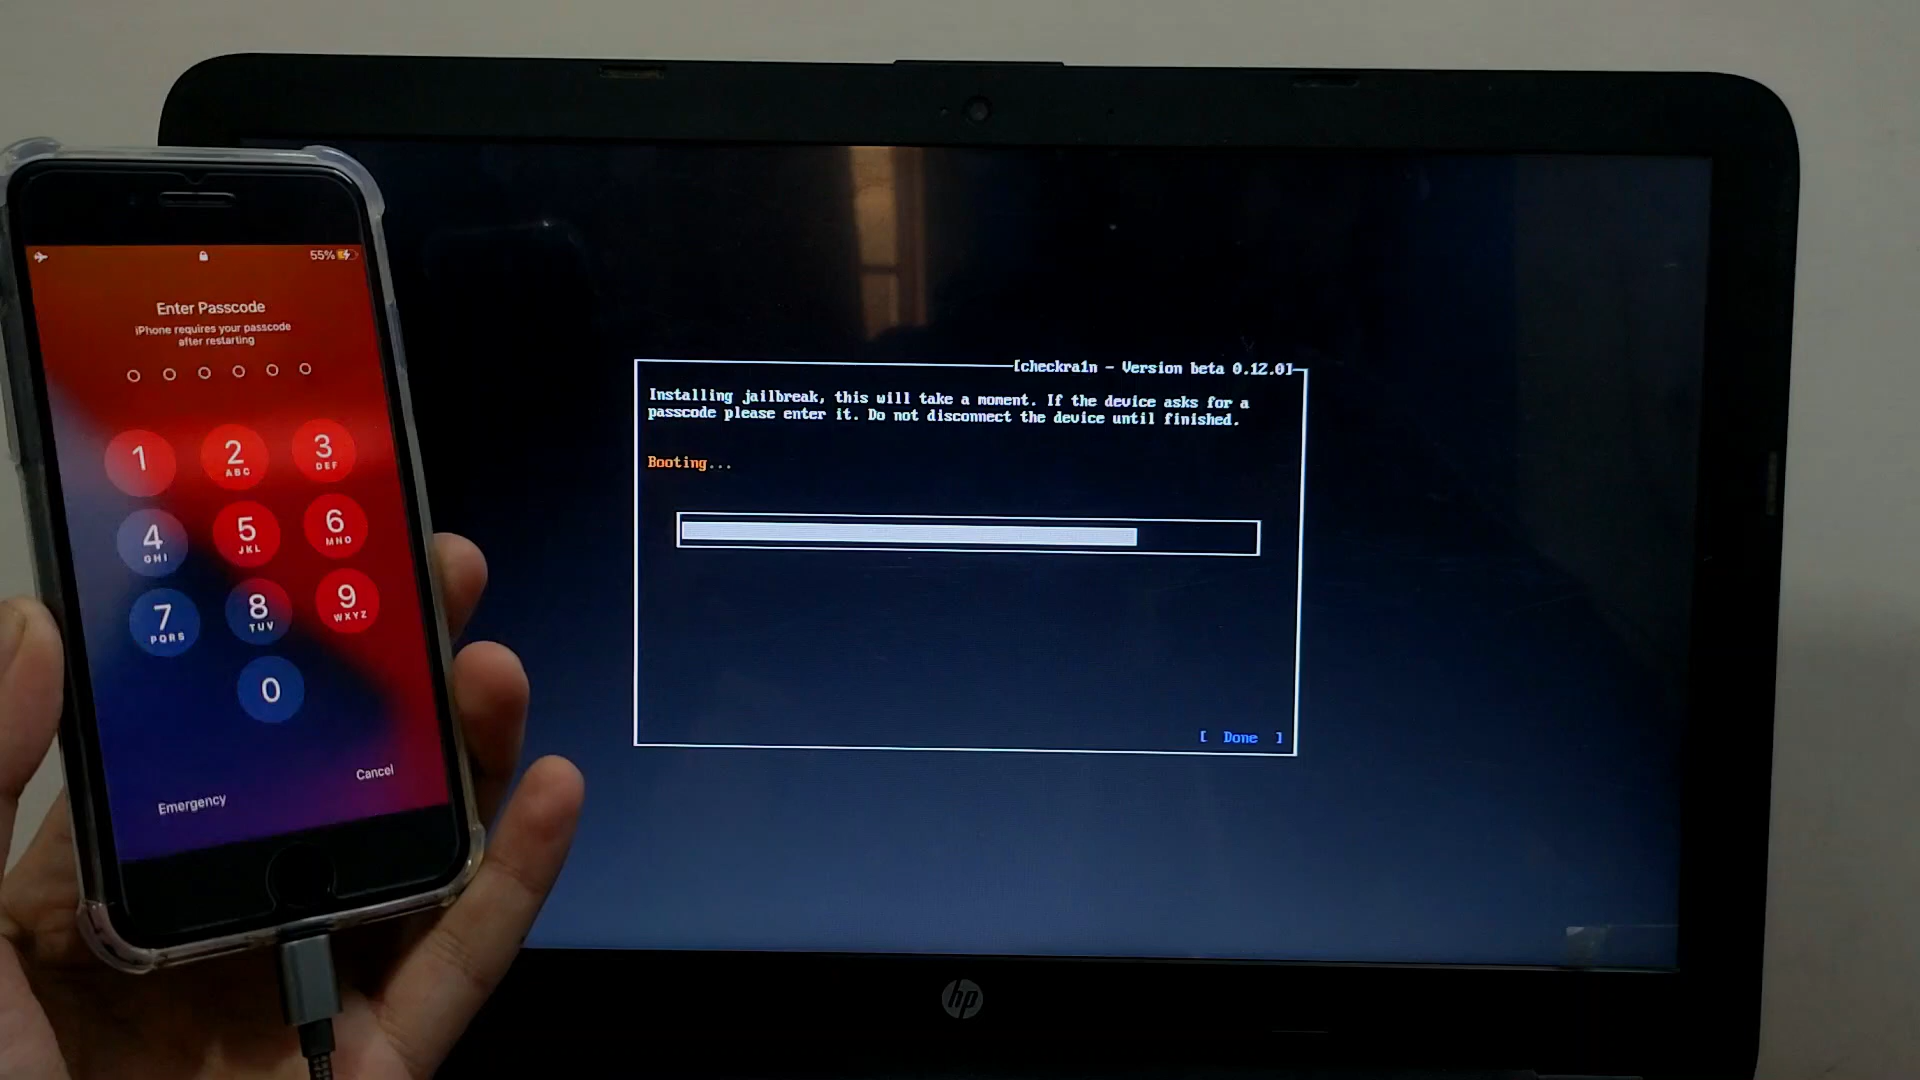 55%
Enter Passcode
iPhone requires your passcode
after restarting
1
2
ABC
3
DEF
4
GHI
5
JKL
6
MNO
7
PQRS
8
TUV
9
WXYZ
0
Emergency
Cancel
[checkra1n - Version beta 0.12.0]
Installing jailbreak, this will take a moment. If the device asks for a
passcode please enter it. Do not disconnect the device until finished.
Booting...
[ Done ]
hp